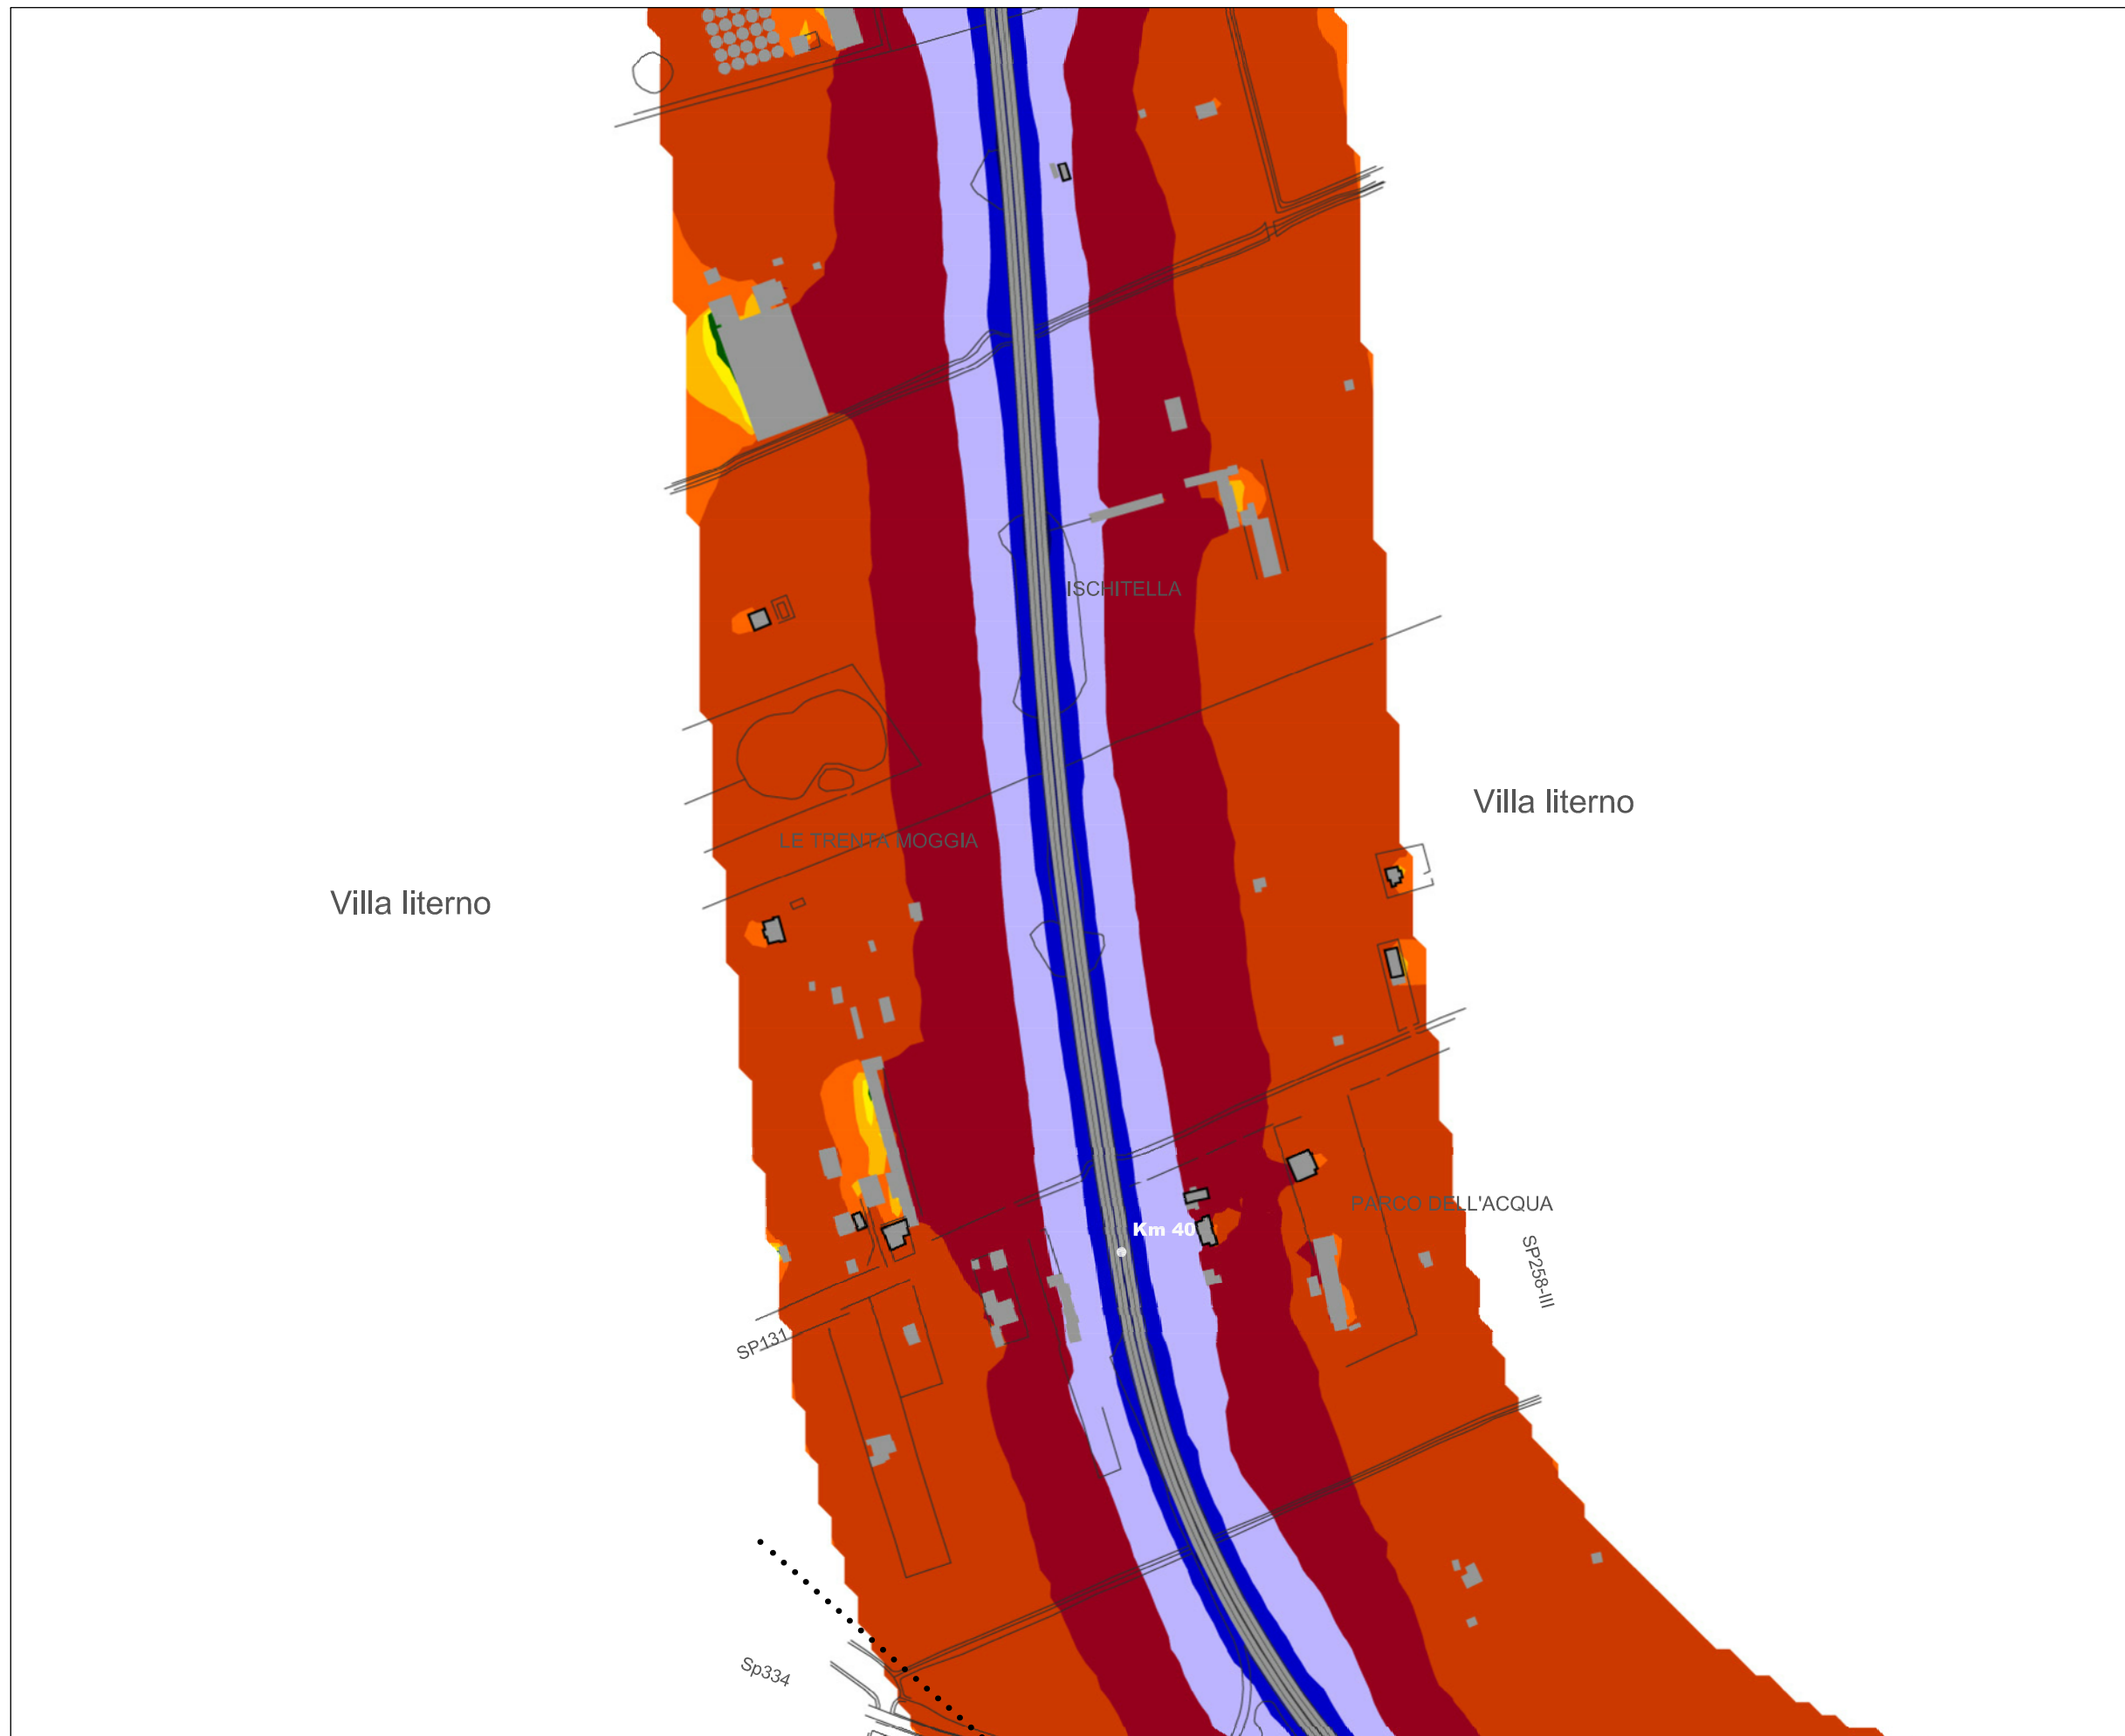 ISCHITELLA
Villa literno
LE TRENTA MOGGIA
Villa literno
PARCO DELL'ACQUA
Km 40
SP258-III
SP131
Sp334